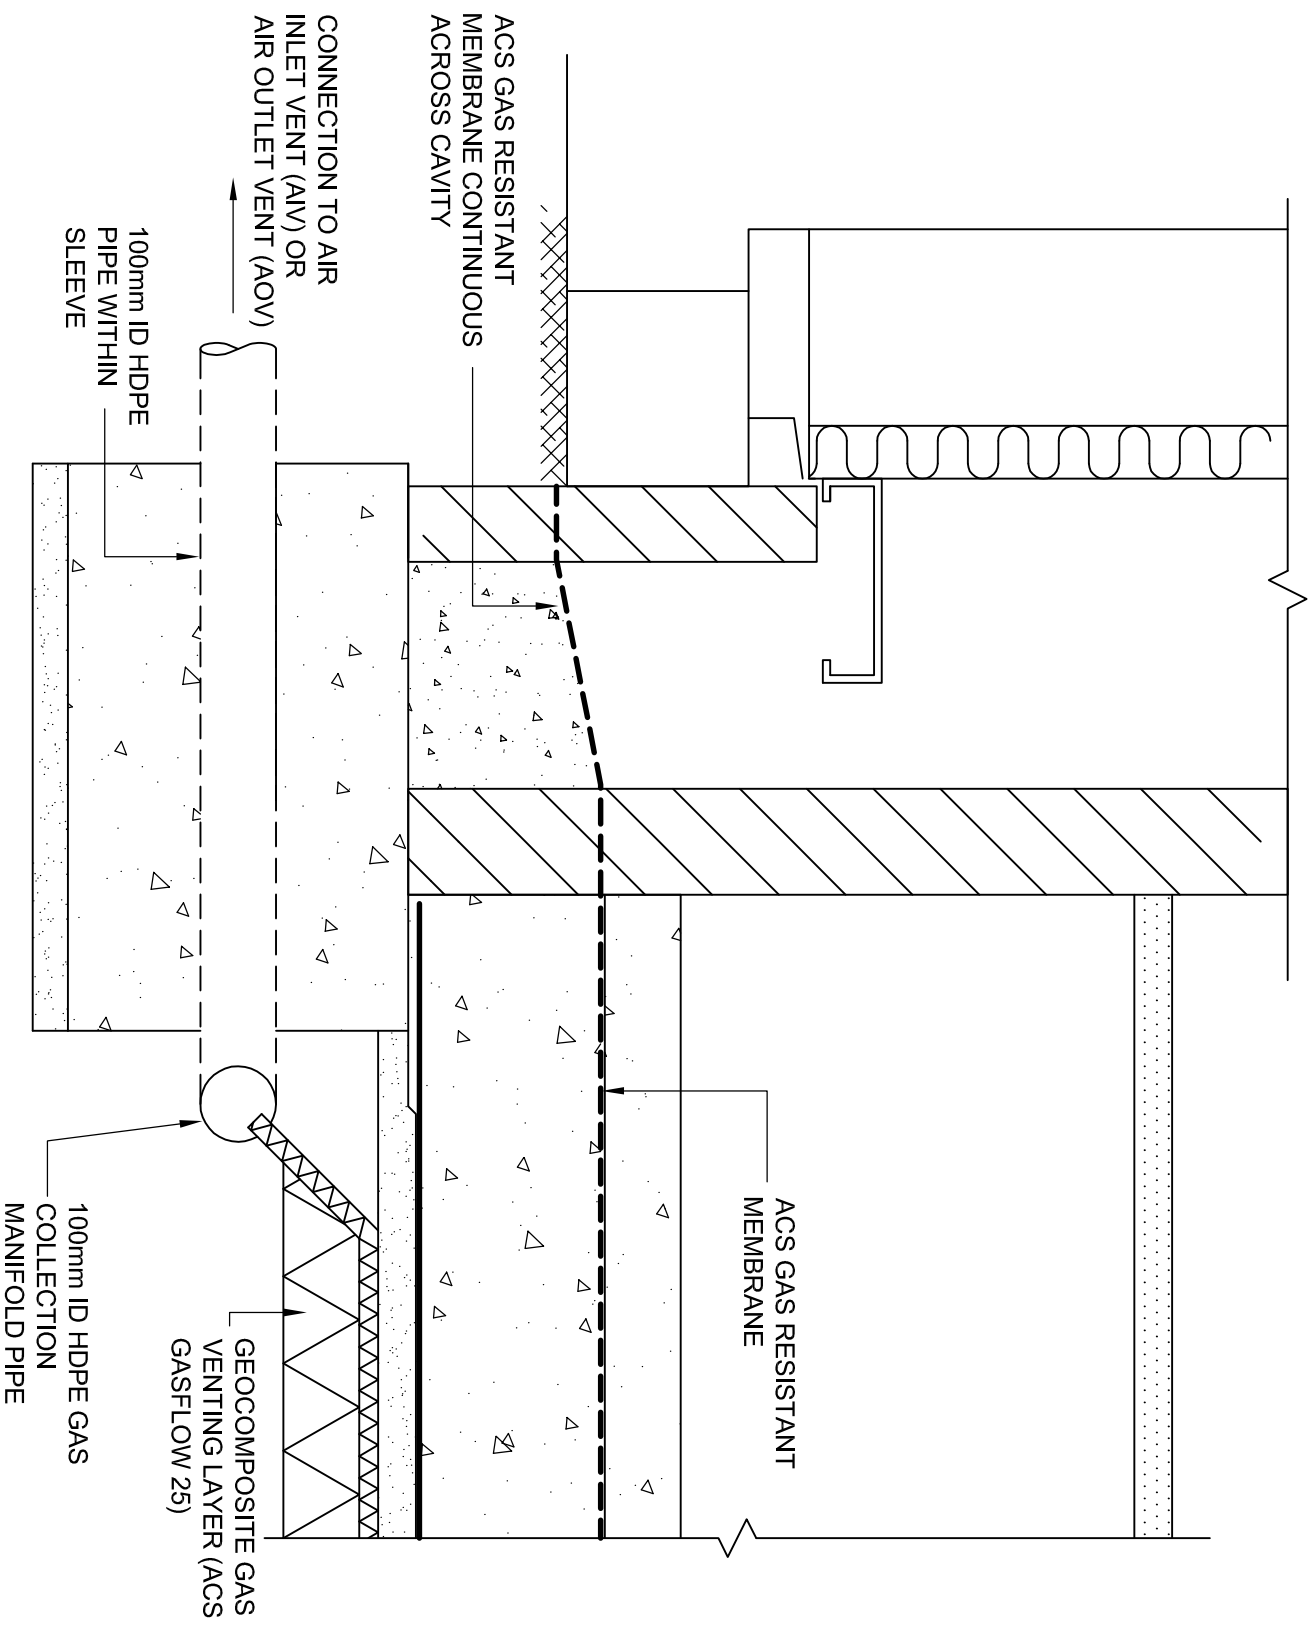 ACS GAS RESISTANT
MEMBRANE CONTINUOUS
ACROSS CAVITY
CONNECTION TO AIR
INLET VENT (AIV) OR
AIR OUTLET VENT (AOV)
100mm ID HDPE
PIPE WITHIN
SLEEVE
ACS GAS RESISTANT
MEMBRANE
GEOCOMPOSITE GAS
VENTING LAYER (ACS
GASFLOW 25)
100mm ID HDPE GAS
COLLECTION
MANIFOLD PIPE